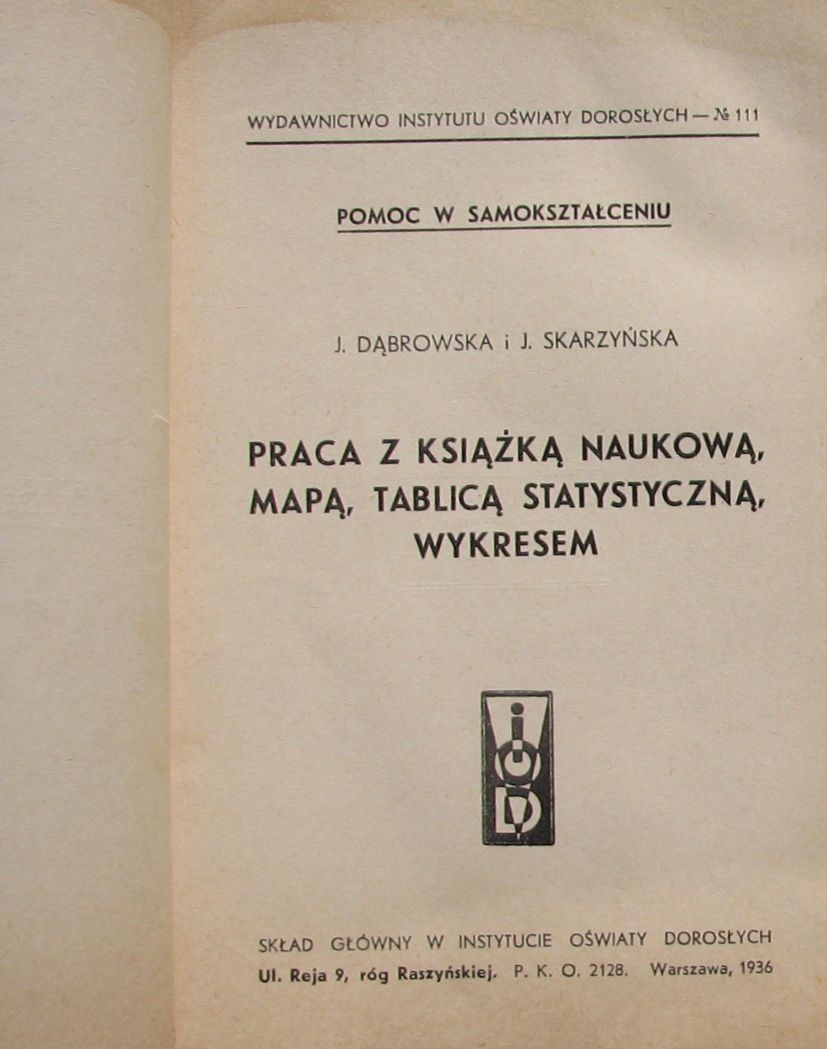 WYDAWNICTWO INSTYTUTU OŚWIATY DOROSŁYCH — № 111
POMOC W SAMOKSZTAŁCENIU
J. DĄBROWSKA i J. SKARZYŃSKA
PRACA Z KSIĄŻKĄ NAUKOWĄ,
MAPĄ, TABLICĄ STATYSTYCZNĄ,
WYKRESEM
iOD
SKŁAD GŁÓWNY W INSTYTUCIE OŚWIATY DOROSŁYCH
Ul. Reja 9, róg Raszyńskiej. P. K. O. 2128. Warszawa, 1936